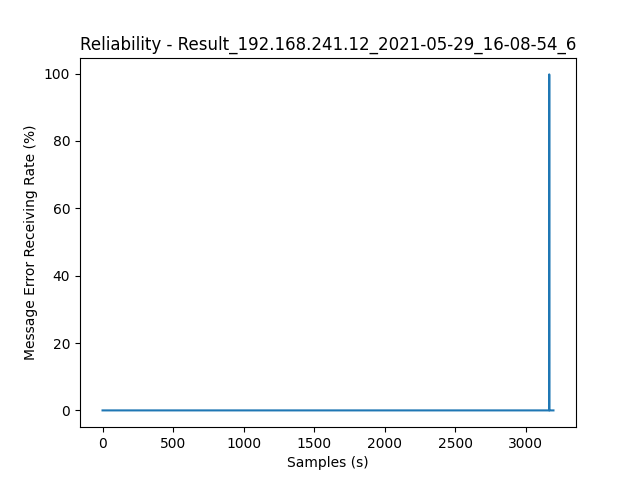 Reliability - Result_192.168.241.12_2021-05-29_16-08-54_6
Message Error Receiving Rate (%)
100
80
60
40
20
0
0 500 1000 1500 2000 2500 3000
Samples (s)